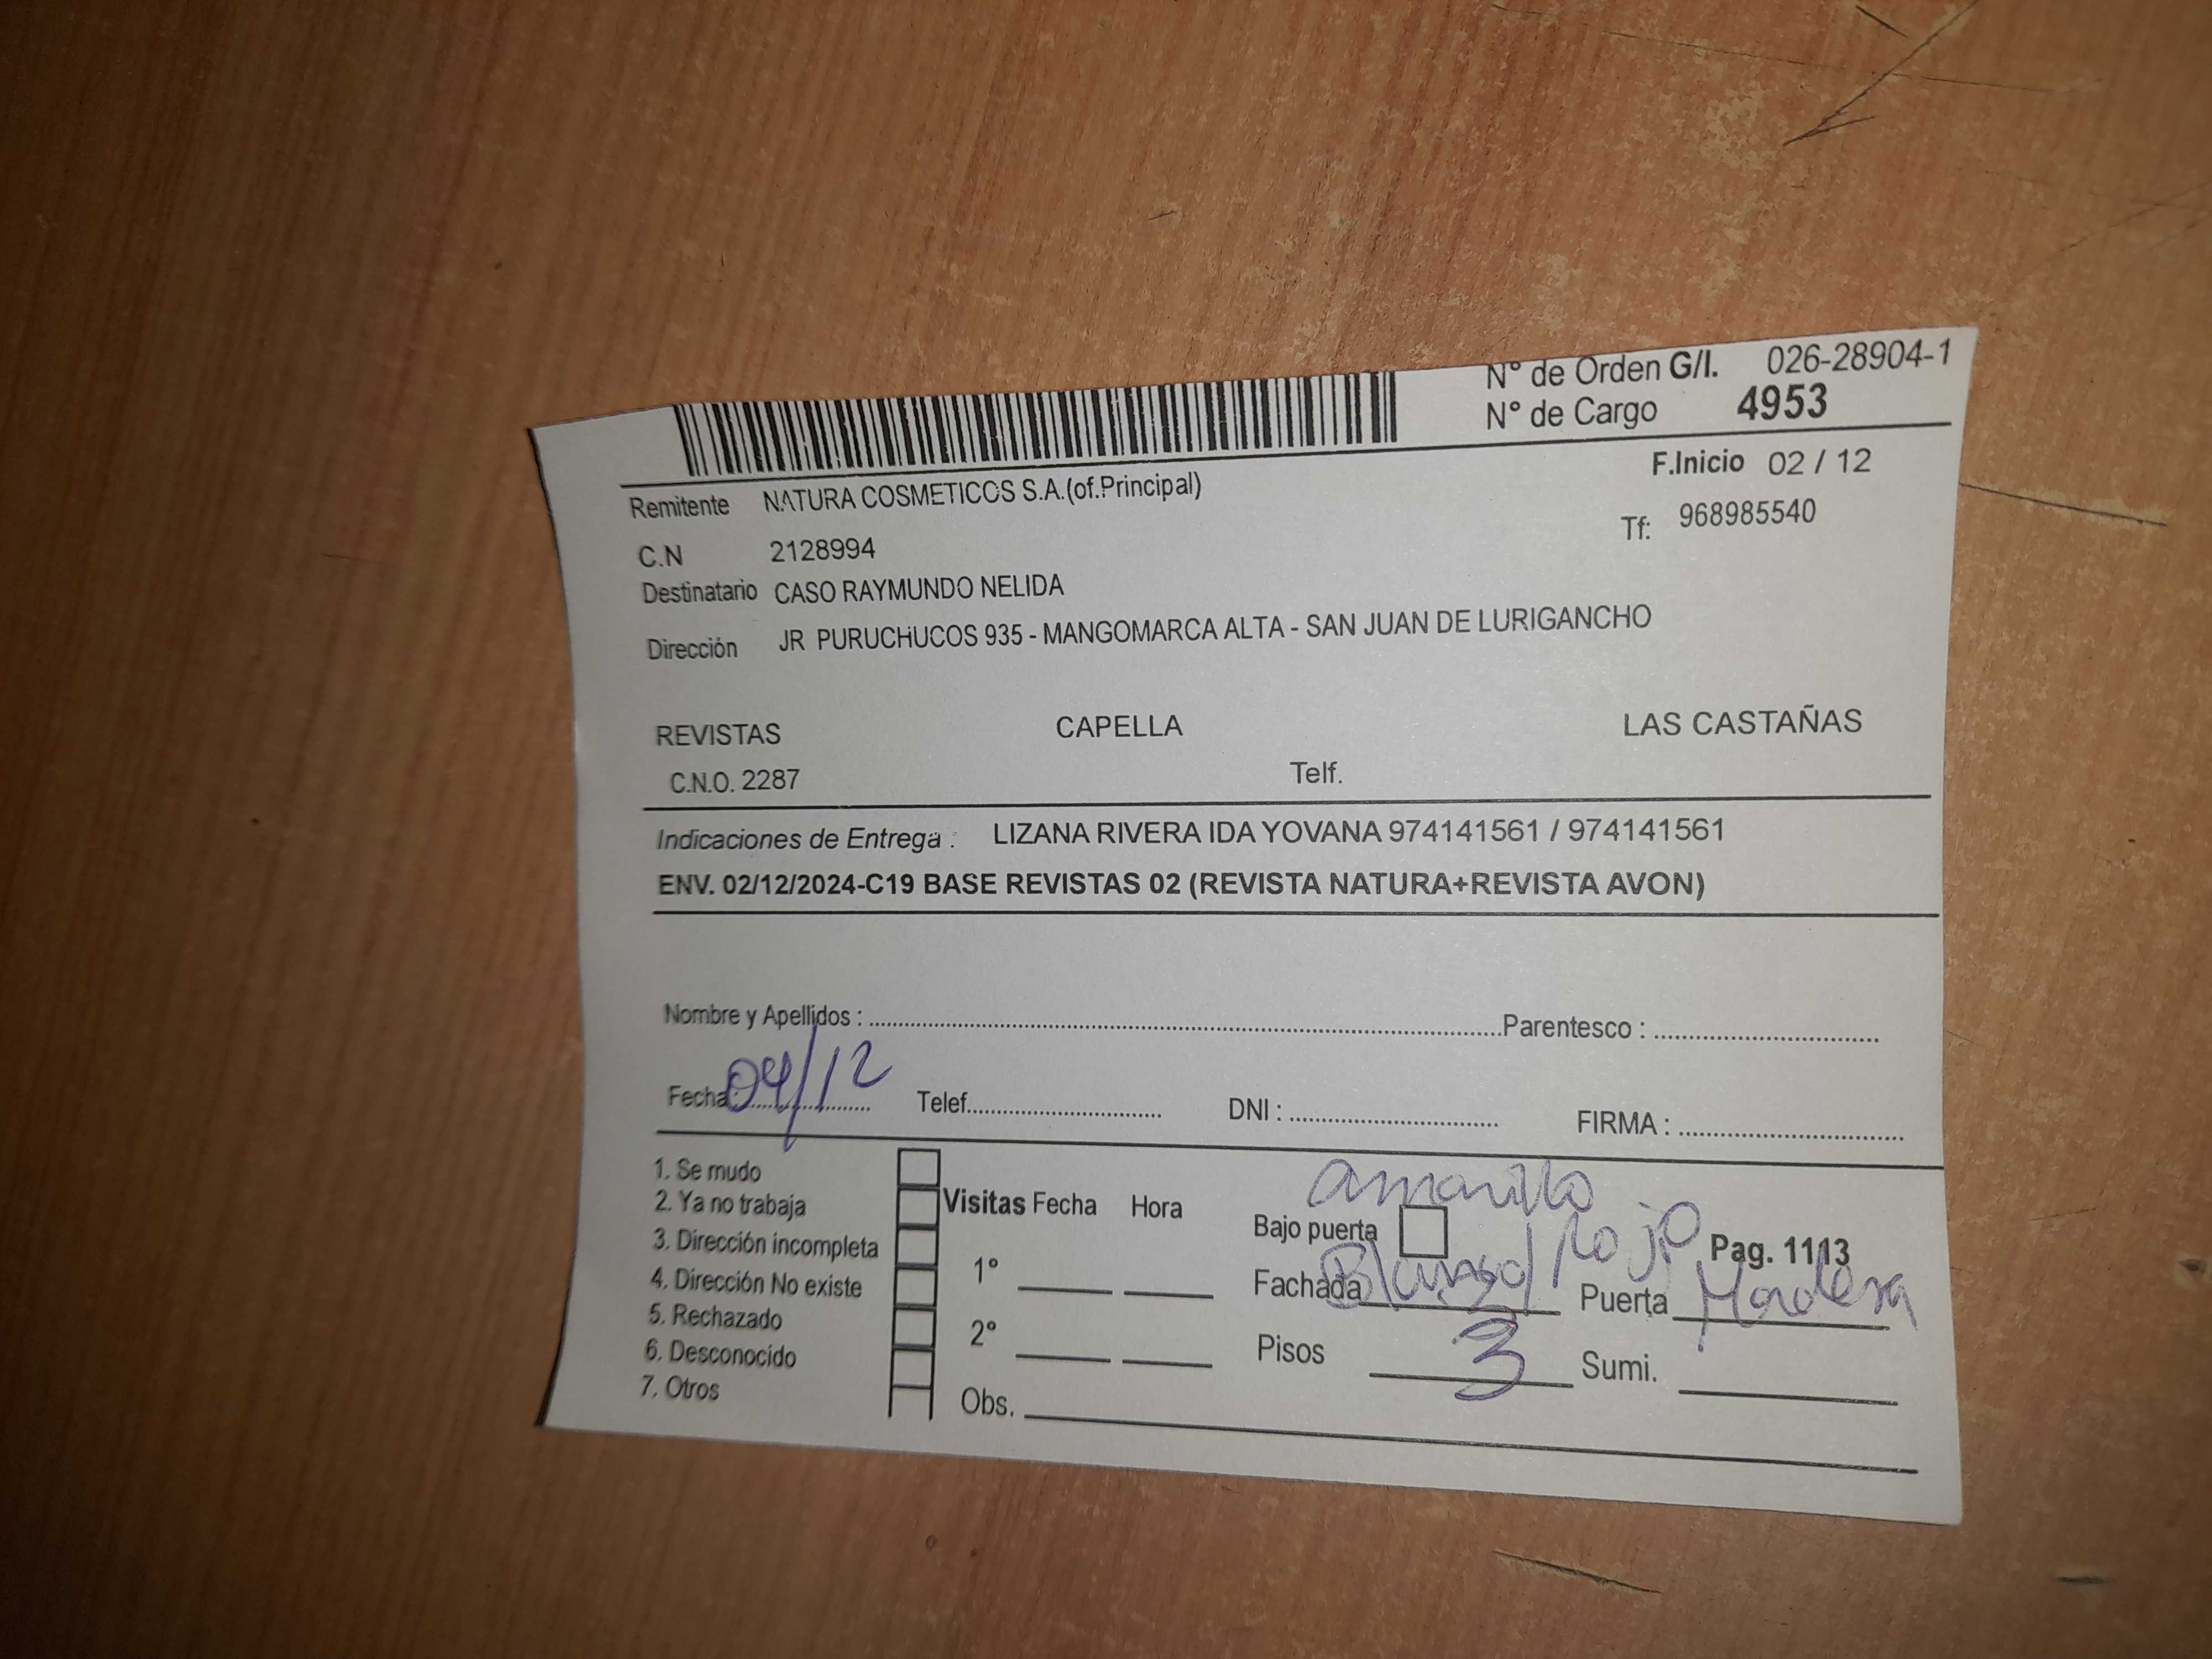 N° de Orden G/I. 026-28904-1
N° de Cargo 4953
F.Inicio 02 / 12
Remitente NATURA COSMETICOS S.A.(of.Principal)
Tf: 968985540
C.N 2128994
Destinatario CASO RAYMUNDO NELIDA
Dirección JR PURUCHUCOS 935 - MANGOMARCA ALTA - SAN JUAN DE LURIGANCHO
REVISTAS CAPELLA LAS CASTAÑAS
C.N.O. 2287 Telf.
Indicaciones de Entrega : LIZANA RIVERA IDA YOVANA 974141561 / 974141561
ENV. 02/12/2024-C19 BASE REVISTAS 02 (REVISTA NATURA+REVISTA AVON)
Nombre y Apellidos : Parentesco :
Fecha: 04/12 Telef. DNI : FIRMA :
1. Se mudo
2. Ya no trabaja
3. Dirección incompleta
4. Dirección No existe
5. Rechazado
6. Desconocido
7. Otros
Visitas Fecha Hora
1°
2°
Obs.
amarillo
Bajo puerta
Pag. 1113
Fachada Blanco/Rojo Puerta Madera
Pisos 3 Sumi.